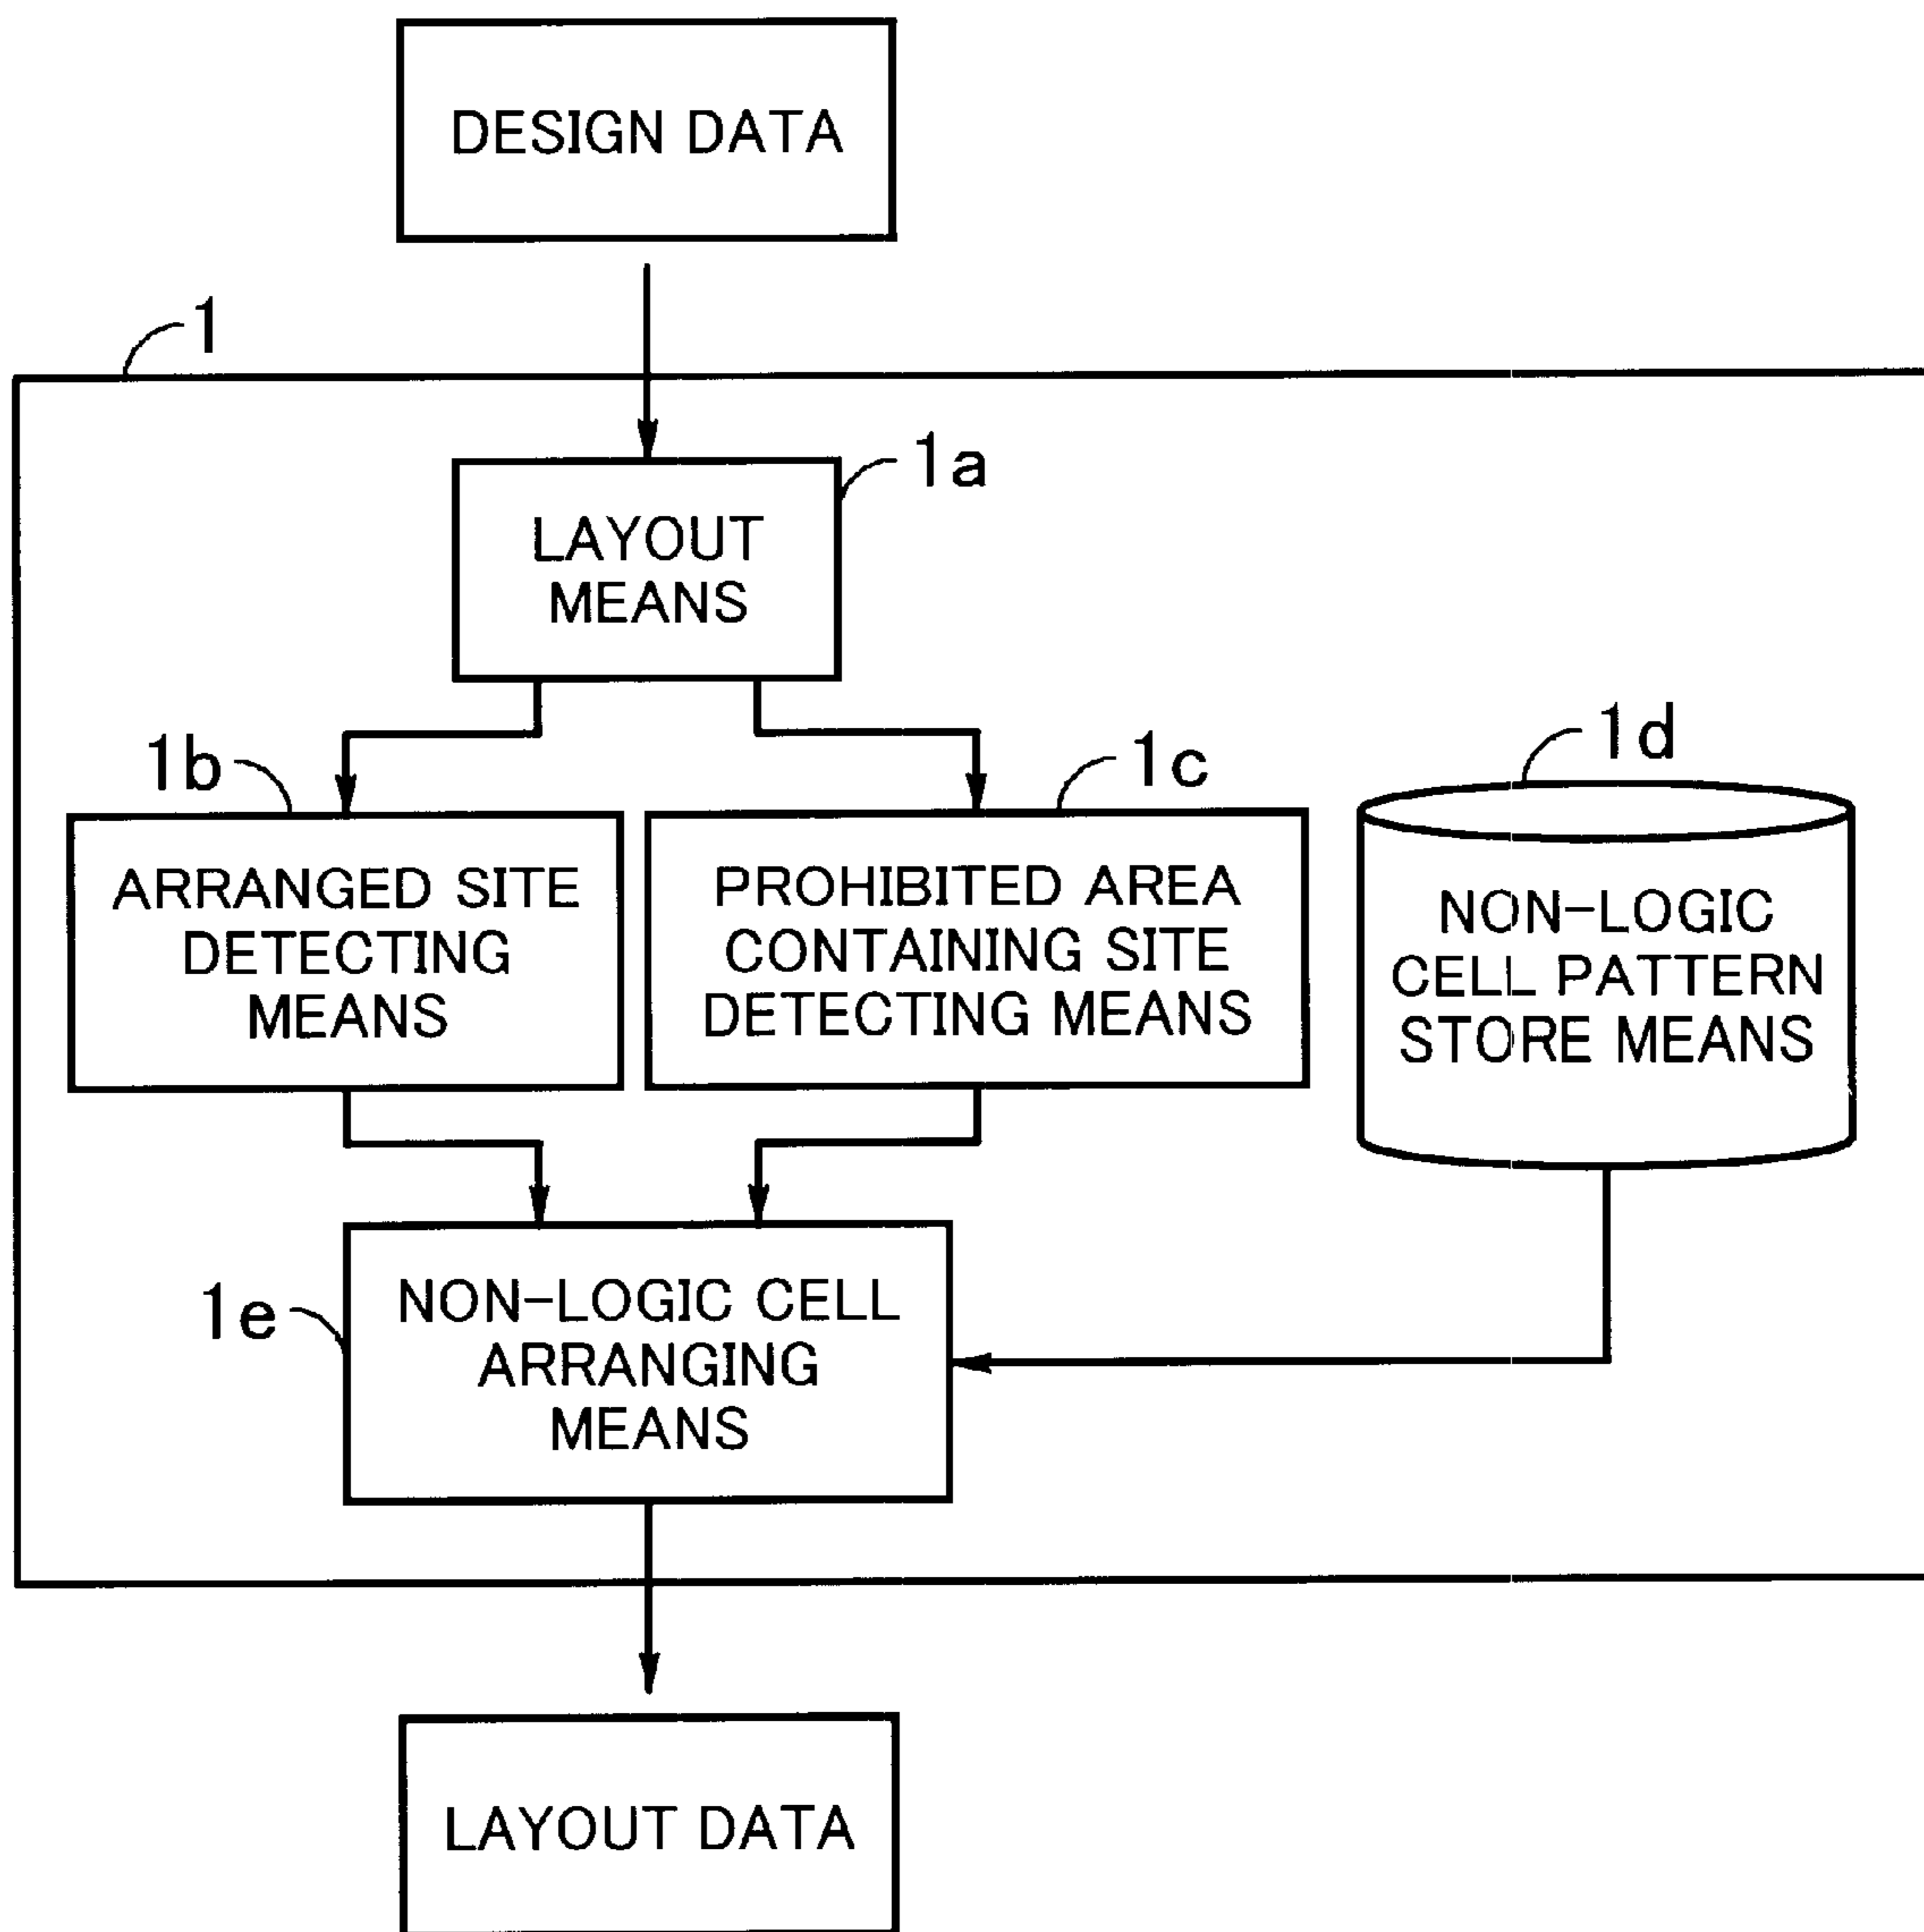 DESIGN DATA
1
1a
LAYOUT
MEANS
1b
1c
1d
ARRANGED SITE
DETECTING
MEANS
PROHIBITED AREA
CONTAINING SITE
DETECTING MEANS
NON-LOGIC
CELL PATTERN
STORE MEANS
1e
NON-LOGIC CELL
ARRANGING
MEANS
LAYOUT DATA